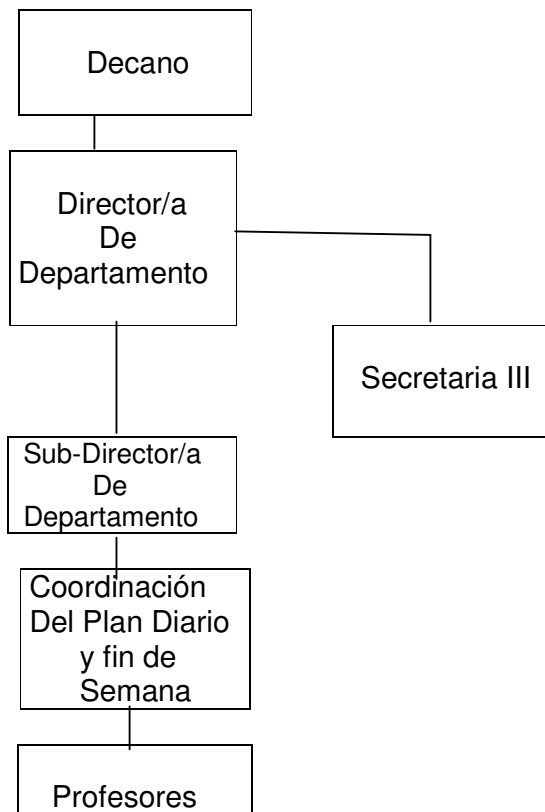 Decano
Director/a
De
Departamento
Secretaria III
Sub-Director/a
De
Departamento
Coordinación
Del Plan Diario
y fin de
Semana
Profesores